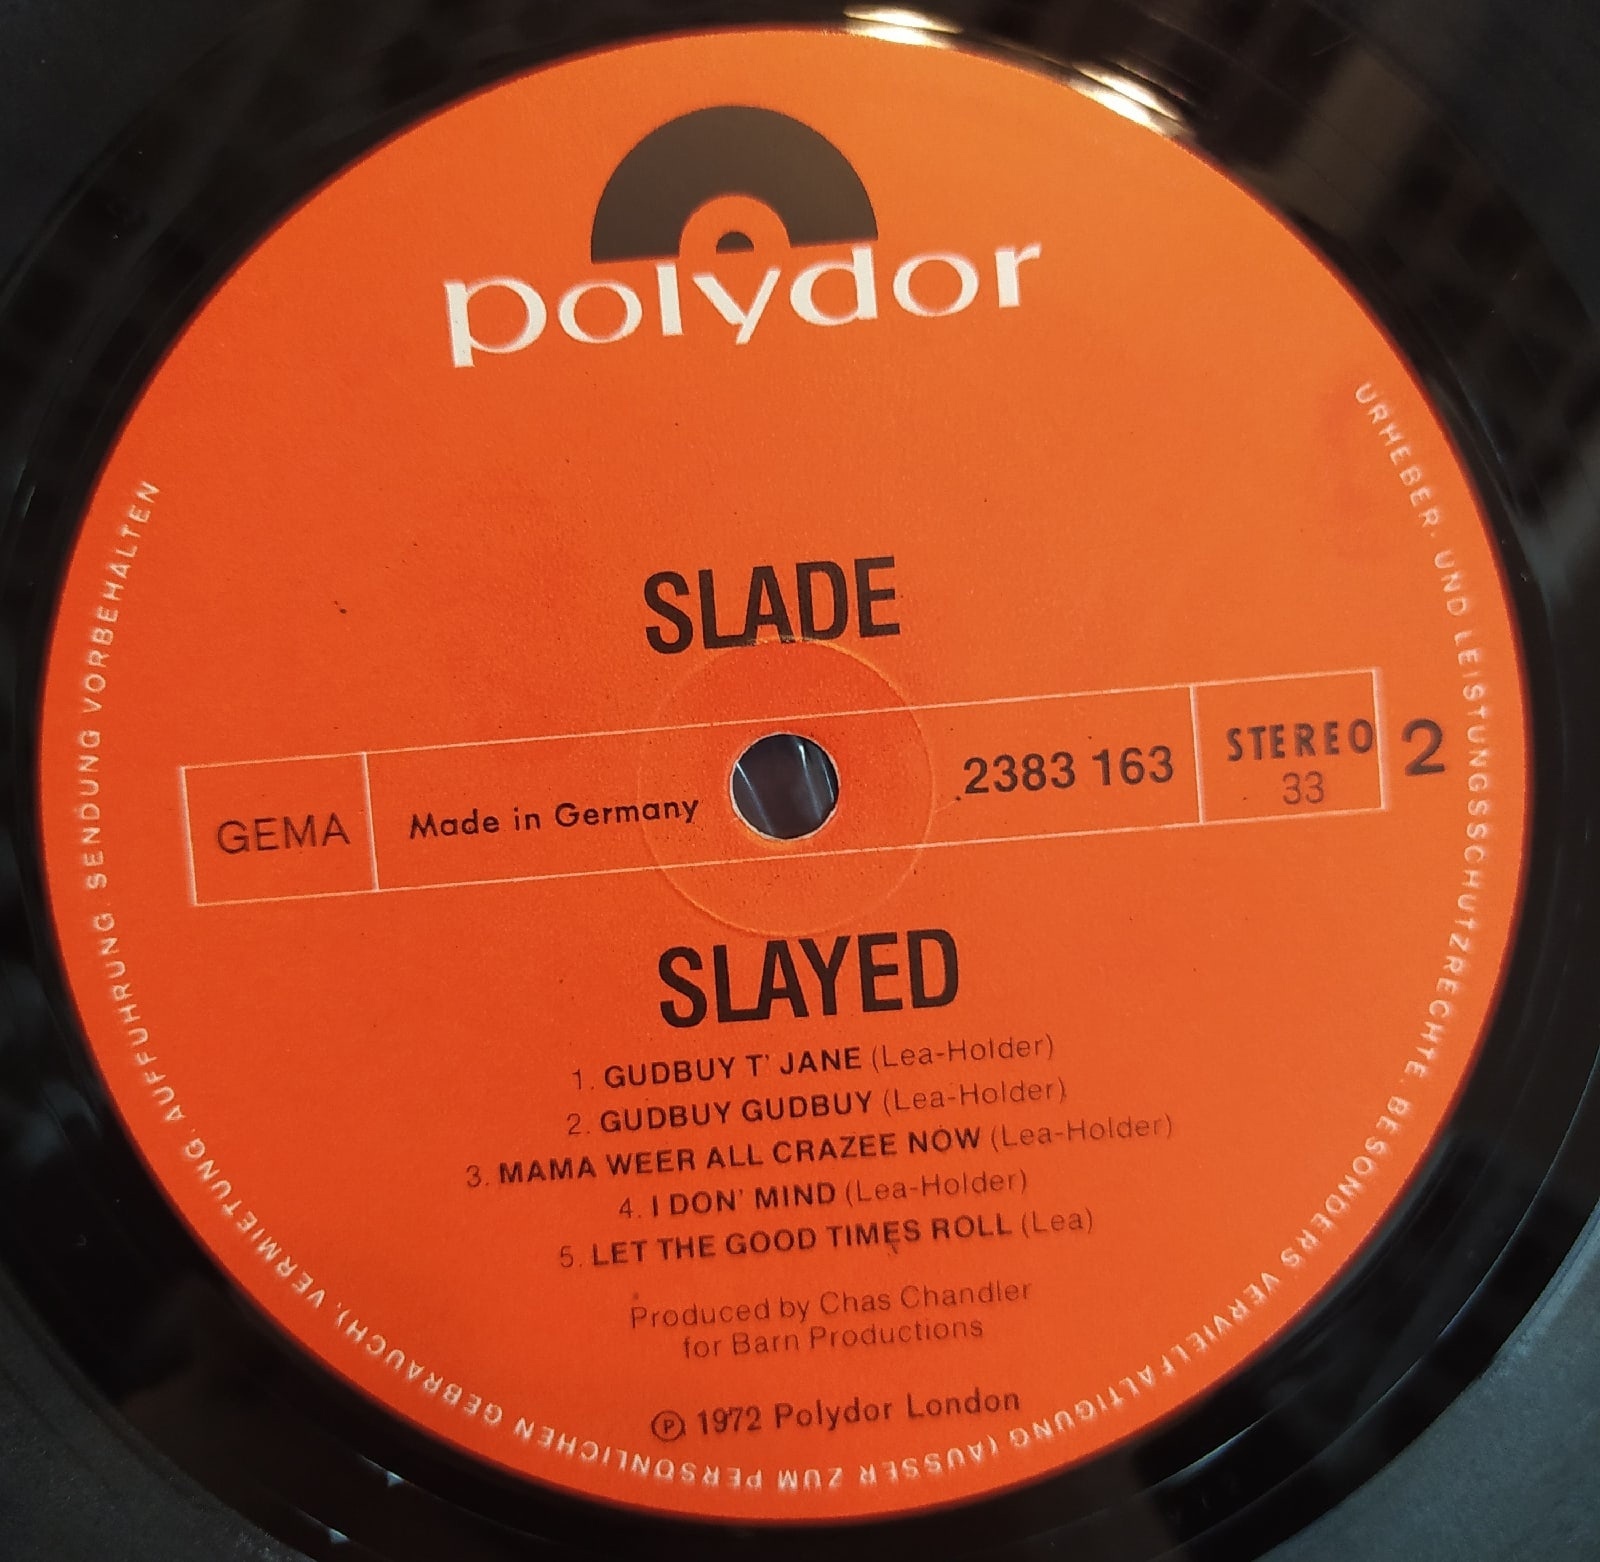 polydor
SLADE
GEMA
Made in Germany
2383 163
STEREO
33
2
SLAYED
1. GUDBUY T' JANE (Lea-Holder)
2. GUDBUY GUDBUY (Lea-Holder)
3. MAMA WEER ALL CRAZEE NOW (Lea-Holder)
4. I DON' MIND (Lea-Holder)
5. LET THE GOOD TIMES ROLL (Lea)
Produced by Chas Chandler
for Barn Productions
Ⓟ 1972 Polydor London
URHEBER- UND LEISTUNGSSCHUTZRECHTE, BESONDERS VERVIELFÄLTIGUNG (AUSSER ZUM PERSÖNLICHEN GEBRAUCH), VERMIETUNG, AUFFÜHRUNG, SENDUNG VORBEHALTEN